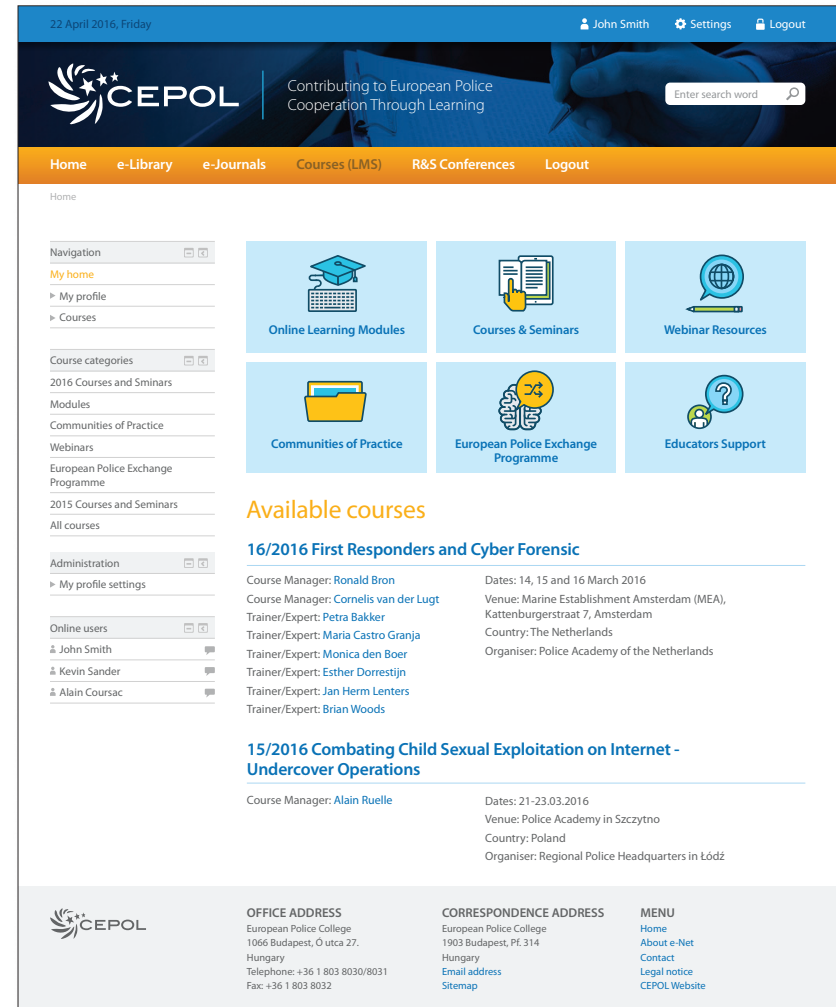 22 April 2016, Friday
John Smith
Settings
Logout
CEPOL
Contributing to European Police
Cooperation Through Learning
Enter search word
Home
e-Library
e-Journals
Courses (LMS)
R&S Conferences
Logout
Home
Navigation
My home
My profile
Courses
Course categories
2016 Courses and Sminars
Modules
Communities of Practice
Webinars
European Police Exchange
Programme
2015 Courses and Seminars
All courses
Administration
My profile settings
Online users
John Smith
Kevin Sander
Alain Coursac
Online Learning Modules
Courses & Seminars
Webinar Resources
Communities of Practice
European Police Exchange
Programme
Educators Support
Available courses
16/2016 First Responders and Cyber Forensic
Course Manager: Ronald Bron
Course Manager: Cornelis van der Lugt
Trainer/Expert: Petra Bakker
Trainer/Expert: Maria Castro Granja
Trainer/Expert: Monica den Boer
Trainer/Expert: Esther Dorrestijn
Trainer/Expert: Jan Herm Lenters
Trainer/Expert: Brian Woods
Dates: 14, 15 and 16 March 2016
Venue: Marine Establishment Amsterdam (MEA),
Kattenburgerstraat 7, Amsterdam
Country: The Netherlands
Organiser: Police Academy of the Netherlands
15/2016 Combating Child Sexual Exploitation on Internet -
Undercover Operations
Course Manager: Alain Ruelle
Dates: 21-23.03.2016
Venue: Police Academy in Szczytno
Country: Poland
Organiser: Regional Police Headquarters in Łódź
CEPOL
OFFICE ADDRESS
European Police College
1066 Budapest, Ó utca 27.
Hungary
Telephone: +36 1 803 8030/8031
Fax: +36 1 803 8032
CORRESPONDENCE ADDRESS
European Police College
1903 Budapest, Pf. 314
Hungary
Email address
Sitemap
MENU
Home
About e-Net
Contact
Legal notice
CEPOL Website